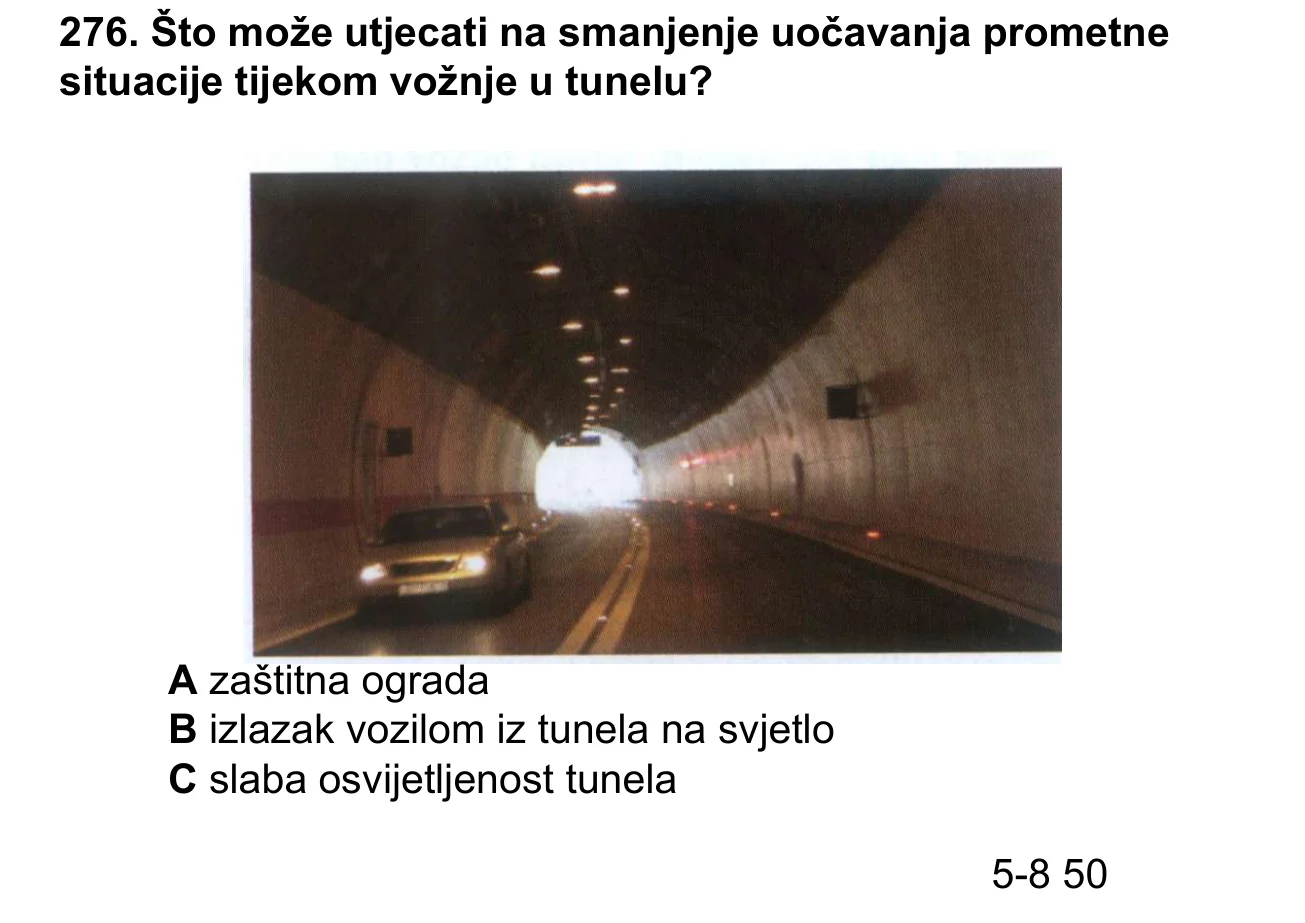 276. Što može utjecati na smanjenje uočavanja prometne
situacije tijekom vožnje u tunelu?
A zaštitna ograda
B izlazak vozilom iz tunela na svjetlo
C slaba osvijetljenost tunela
5-8 50